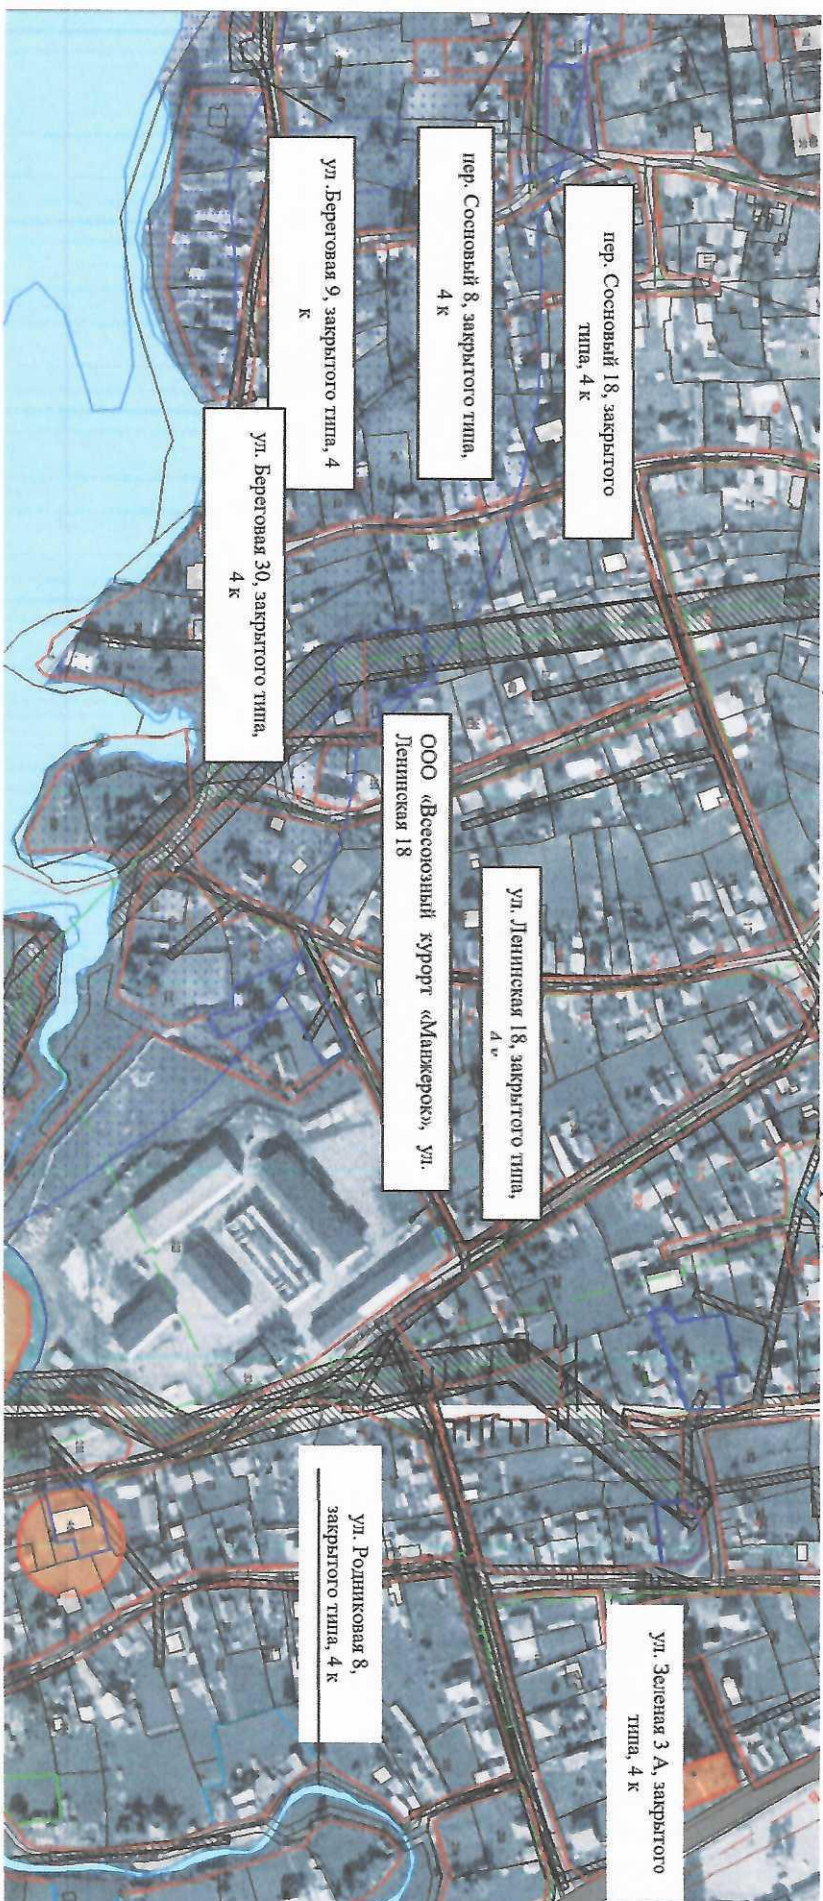 пер. Сосновый 18, закрытого
типа, 4 к
пер. Сосновый 8, закрытого типа,
4 к
ул .Береговая 9, закрытого типа, 4
к
ул. Береговая 30, закрытого типа,
4 к
ООО «Всесоюзный курорт «Манжерок», ул.
Ленинская 18
ул. Ленинская 18, закрытого типа,
ул. Родниковая 8,
закрытого типа, 4 к
ул. Зеленая 3 А, закрытого
типа, 4 к